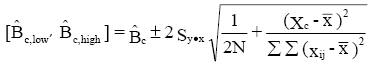 [B̂c,low, B̂c,high] = B̂c ± 2 Sy•x √(1/2N + (Xc - x̿)² / ΣΣ(xij - x̿)²)